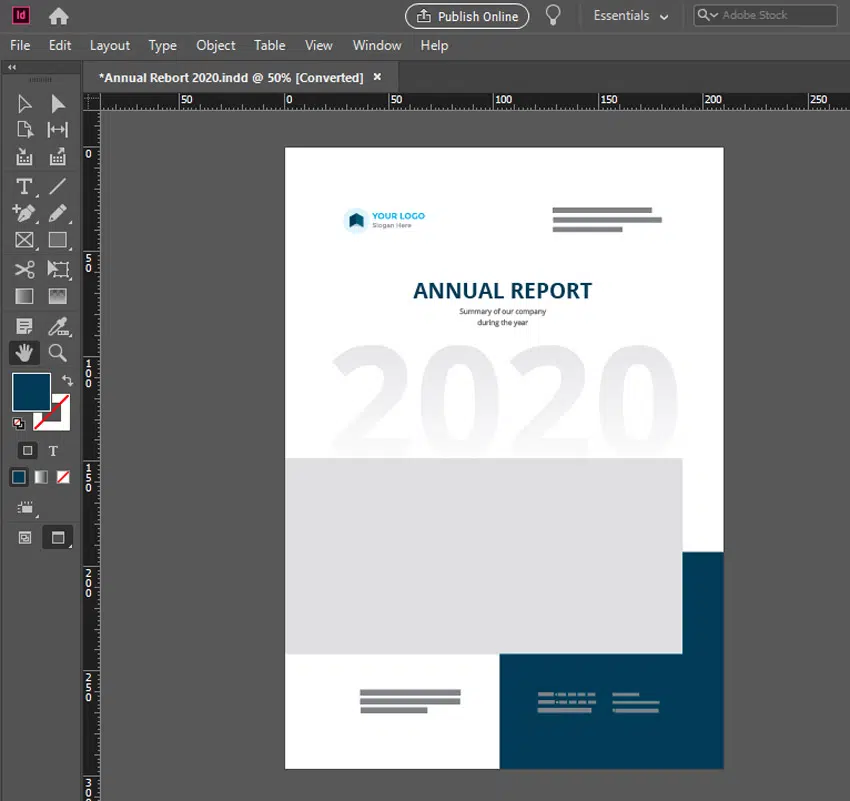 Id
Publish Online
Essentials
Adobe Stock
File Edit Layout Type Object Table View Window Help
*Annual Rebort 2020.indd @ 50% [Converted] ×
50 0 50 100 150 200 250
0
YOUR LOGO
Slogan Here
50
ANNUAL REPORT
Summary of our company
during the year
100
2020
T
150
200
250
300